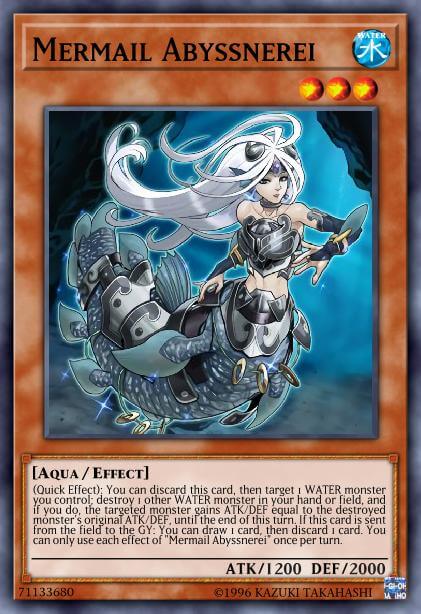 Mermail Abyssnerei
WATER
水
[Aqua / Effect]
(Quick Effect): You can discard this card, then target 1 WATER monster
you control; destroy 1 other WATER monster in your hand or field, and
if you do, the targeted monster gains ATK/DEF equal to the destroyed
monster's original ATK/DEF, until the end of this turn. If this card is sent
from the field to the GY: You can draw 1 card, then discard 1 card. You
can only use each effect of "Mermail Abyssnerei" once per turn.
ATK/1200 DEF/2000
71133680
©1996 KAZUKI TAKAHASHI